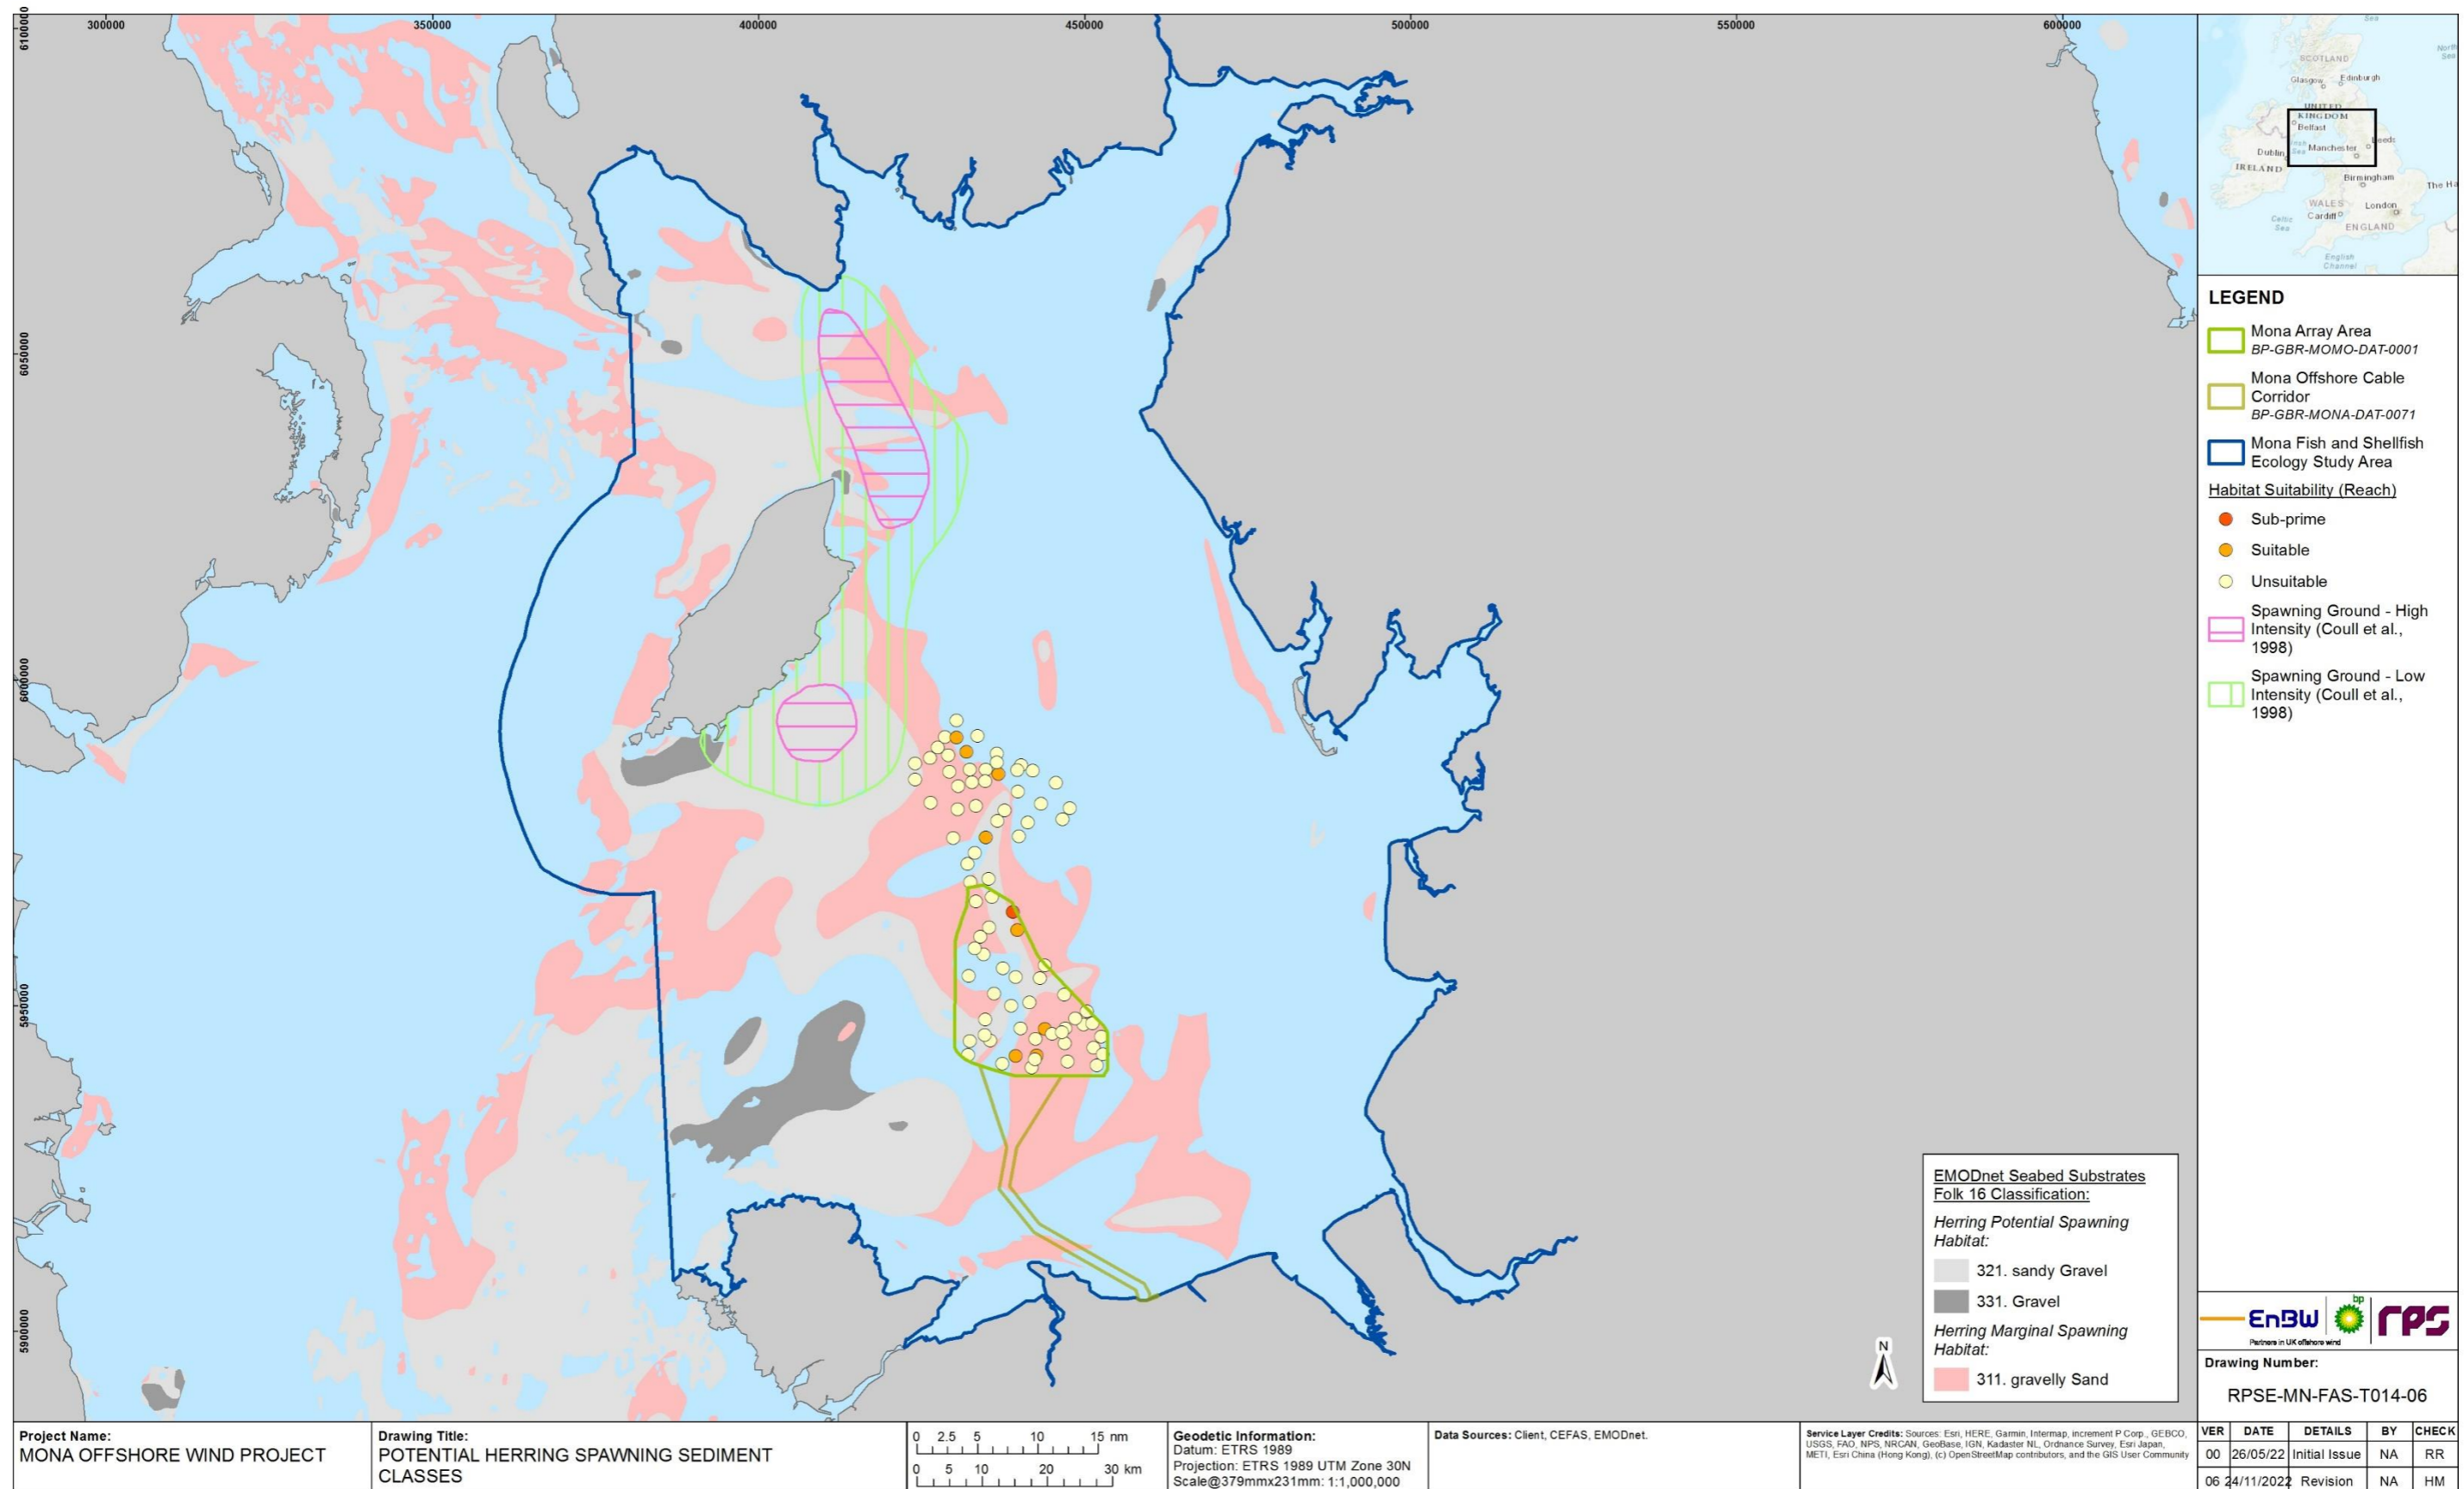 300000
350000
400000
450000
500000
550000
600000
6100000
6050000
6000000
5950000
5900000
SCOTLAND
Glasgow
Edinburgh
North
Sea
UNITED
KINGDOM
Belfast
Leeds
Dublin
Irish
Sea
Manchester
IRELAND
Birmingham
The Ha
WALES
London
Cardiff
Celtic
Sea
ENGLAND
English
Channel
LEGEND
Mona Array Area
BP-GBR-MOMO-DAT-0001
Mona Offshore Cable
Corridor
BP-GBR-MONA-DAT-0071
Mona Fish and Shellfish
Ecology Study Area
Habitat Suitability (Reach)
Sub-prime
Suitable
Unsuitable
Spawning Ground - High
Intensity (Coull et al.,
1998)
Spawning Ground - Low
Intensity (Coull et al.,
1998)
EMODnet Seabed Substrates
Folk 16 Classification:
Herring Potential Spawning
Habitat:
321. sandy Gravel
331. Gravel
Herring Marginal Spawning
Habitat:
311. gravelly Sand
N
EnBW
Partners in UK offshore wind
bp
rps
Drawing Number:
RPSE-MN-FAS-T014-06
VER DATE DETAILS BY CHECK
00 26/05/22 Initial Issue NA RR
06 24/11/2022 Revision NA HM
Project Name:
MONA OFFSHORE WIND PROJECT
Drawing Title:
POTENTIAL HERRING SPAWNING SEDIMENT
CLASSES
0 2.5 5 10 15 nm
0 5 10 20 30 km
Geodetic Information:
Datum: ETRS 1989
Projection: ETRS 1989 UTM Zone 30N
Scale@379mmx231mm: 1:1,000,000
Data Sources: Client, CEFAS, EMODnet.
Service Layer Credits: Sources: Esri, HERE, Garmin, Intermap, increment P Corp., GEBCO,
USGS, FAO, NPS, NRCAN, GeoBase, IGN, Kadaster NL, Ordnance Survey, Esri Japan,
METI, Esri China (Hong Kong), (c) OpenStreetMap contributors, and the GIS User Community